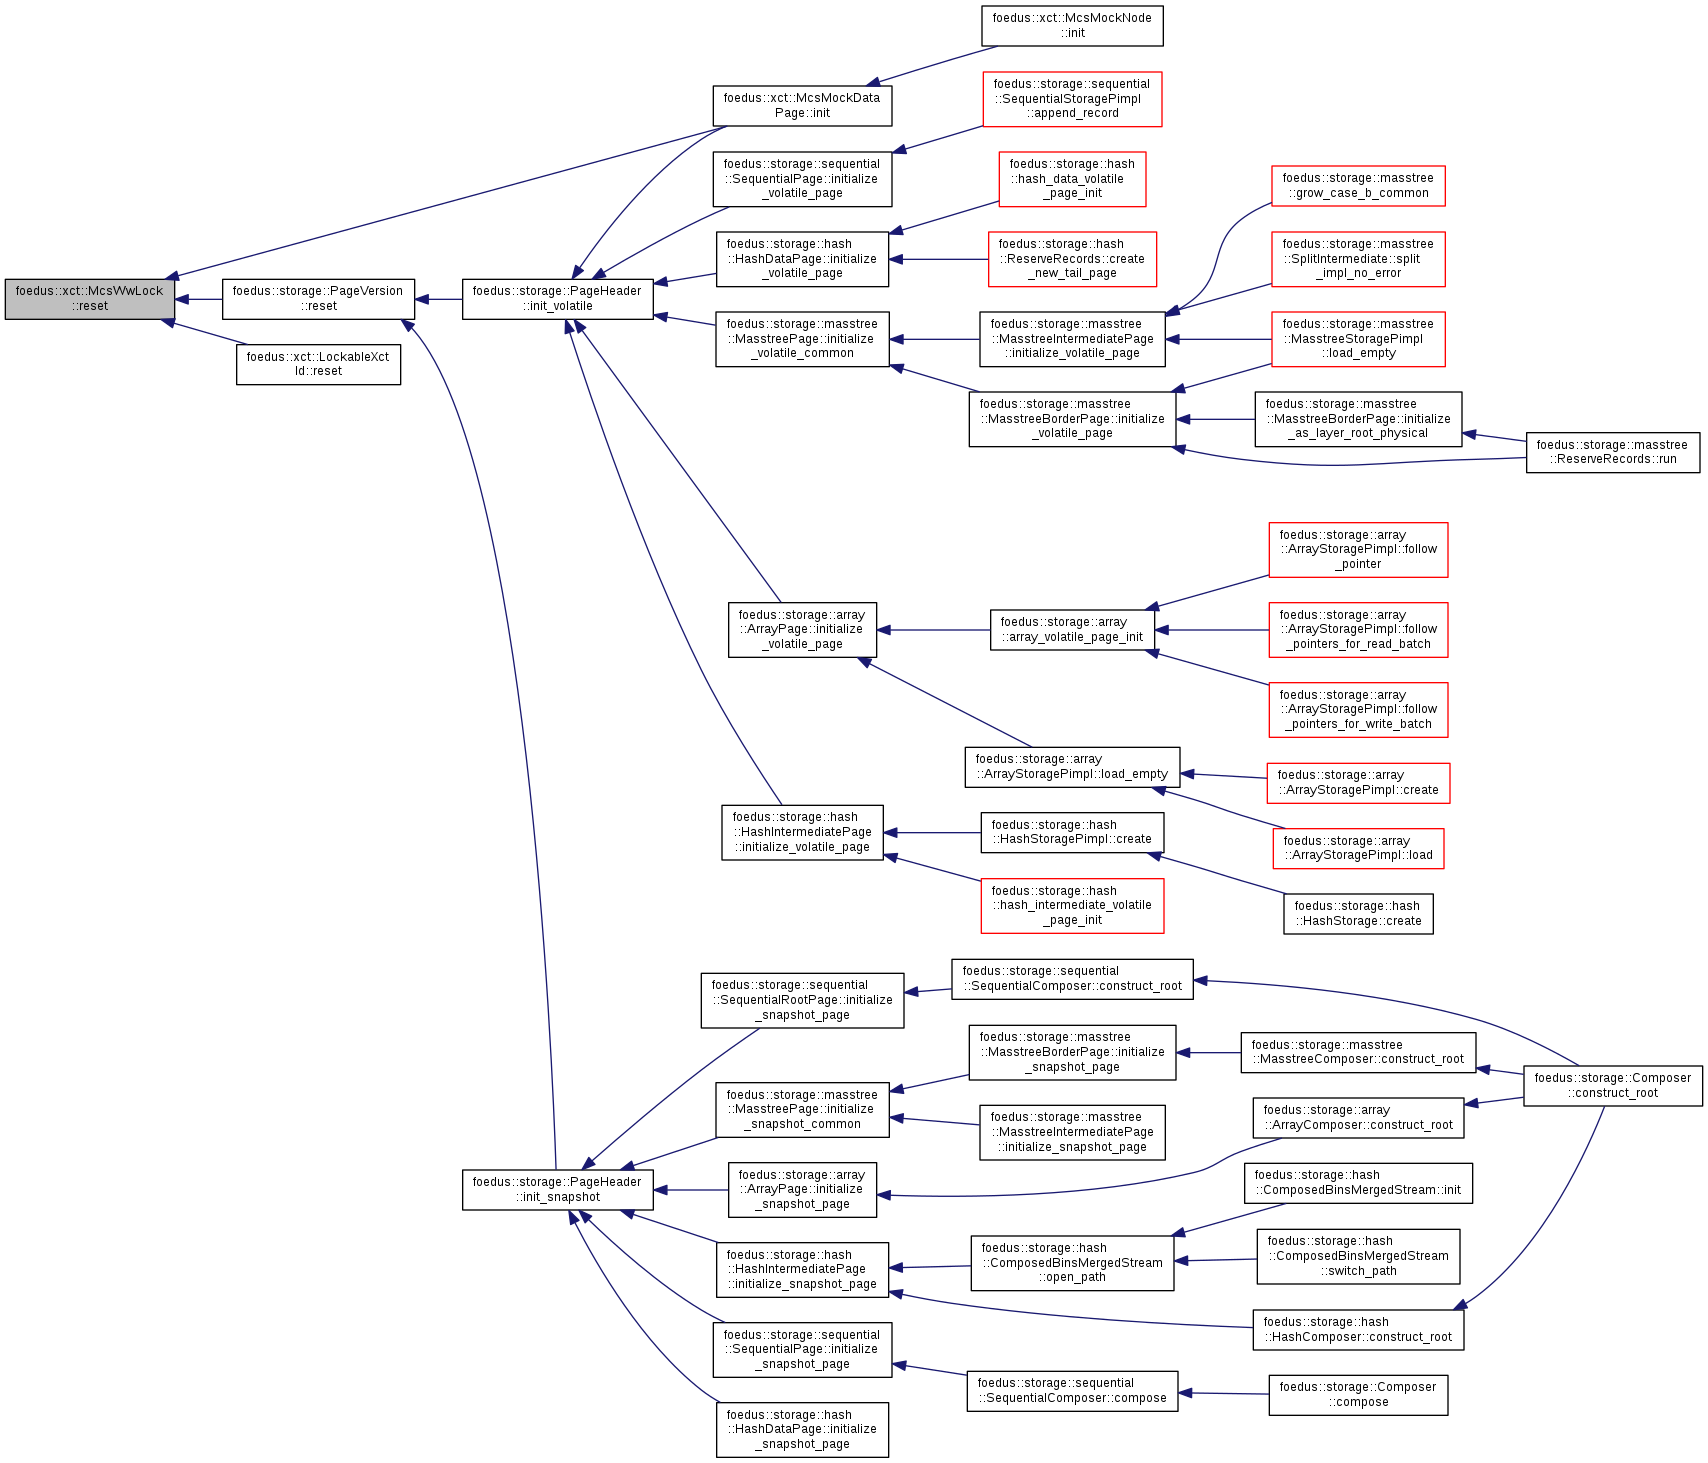 foedus::xct::McsMockNode
::init
foedus::storage::sequential
::SequentialStoragePimpl
::append_record
foedus::xct::McsMockData
Page::init
foedus::storage::sequential
::SequentialPage::initialize
_volatile_page
foedus::storage::hash
::hash_data_volatile
_page_init
foedus::storage::masstree
::grow_case_b_common
foedus::storage::hash
::HashDataPage::initialize
_volatile_page
foedus::storage::hash
::ReserveRecords::create
_new_tail_page
foedus::storage::masstree
::SplitIntermediate::split
_impl_no_error
foedus::xct::McsWwLock
::reset
foedus::storage::PageVersion
::reset
foedus::storage::PageHeader
::init_volatile
foedus::xct::LockableXct
Id::reset
foedus::storage::masstree
::MasstreePage::initialize
_volatile_common
foedus::storage::masstree
::MasstreeIntermediatePage
::initialize_volatile_page
foedus::storage::masstree
::MasstreeStoragePimpl
::load_empty
foedus::storage::masstree
::MasstreeBorderPage::initialize
_volatile_page
foedus::storage::masstree
::MasstreeBorderPage::initialize
_as_layer_root_physical
foedus::storage::masstree
::ReserveRecords::run
foedus::storage::array
::ArrayStoragePimpl::follow
_pointer
foedus::storage::array
::ArrayPage::initialize
_volatile_page
foedus::storage::array
::array_volatile_page_init
foedus::storage::array
::ArrayStoragePimpl::follow
_pointers_for_read_batch
foedus::storage::array
::ArrayStoragePimpl::follow
_pointers_for_write_batch
foedus::storage::array
::ArrayStoragePimpl::load_empty
foedus::storage::array
::ArrayStoragePimpl::create
foedus::storage::hash
::HashIntermediatePage
::initialize_volatile_page
foedus::storage::hash
::HashStoragePimpl::create
foedus::storage::array
::ArrayStoragePimpl::load
foedus::storage::hash
::hash_intermediate_volatile
_page_init
foedus::storage::hash
::HashStorage::create
foedus::storage::sequential
::SequentialRootPage::initialize
_snapshot_page
foedus::storage::sequential
::SequentialComposer::construct_root
foedus::storage::masstree
::MasstreeBorderPage::initialize
_snapshot_page
foedus::storage::masstree
::MasstreeComposer::construct_root
foedus::storage::Composer
::construct_root
foedus::storage::masstree
::MasstreePage::initialize
_snapshot_common
foedus::storage::masstree
::MasstreeIntermediatePage
::initialize_snapshot_page
foedus::storage::array
::ArrayComposer::construct_root
foedus::storage::PageHeader
::init_snapshot
foedus::storage::array
::ArrayPage::initialize
_snapshot_page
foedus::storage::hash
::ComposedBinsMergedStream::init
foedus::storage::hash
::HashIntermediatePage
::initialize_snapshot_page
foedus::storage::hash
::ComposedBinsMergedStream
::open_path
foedus::storage::hash
::ComposedBinsMergedStream
::switch_path
foedus::storage::hash
::HashComposer::construct_root
foedus::storage::sequential
::SequentialPage::initialize
_snapshot_page
foedus::storage::sequential
::SequentialComposer::compose
foedus::storage::Composer
::compose
foedus::storage::hash
::HashDataPage::initialize
_snapshot_page